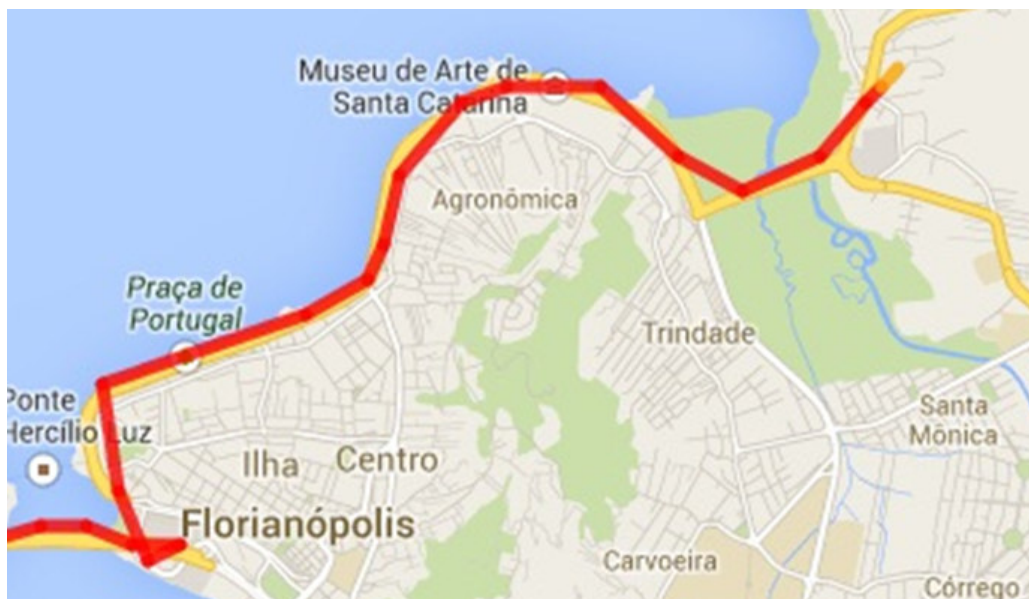 Museu de Arte de
Santa Catarina
Agronômica
Praça de
Portugal
Trindade
Ponte
Hercílio Luz
Santa
Mônica
Ilha
Centro
Florianópolis
Carvoeira
Córrego